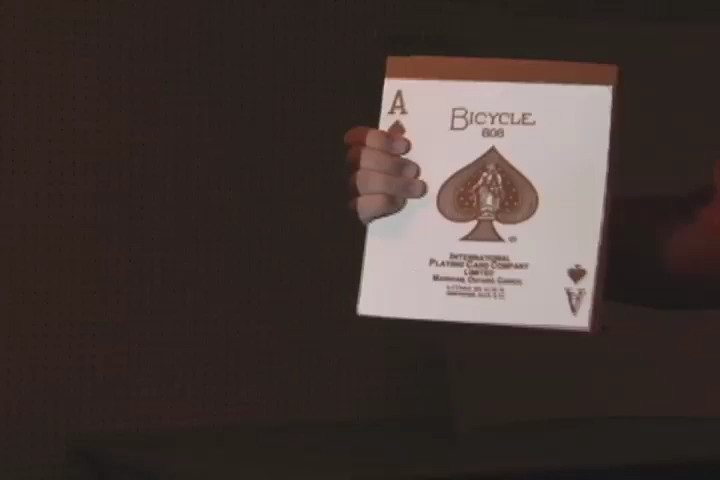 A
BICYCLE
808
INTERNATIONAL
PLAYING CARD COMPANY
LIMITED
A